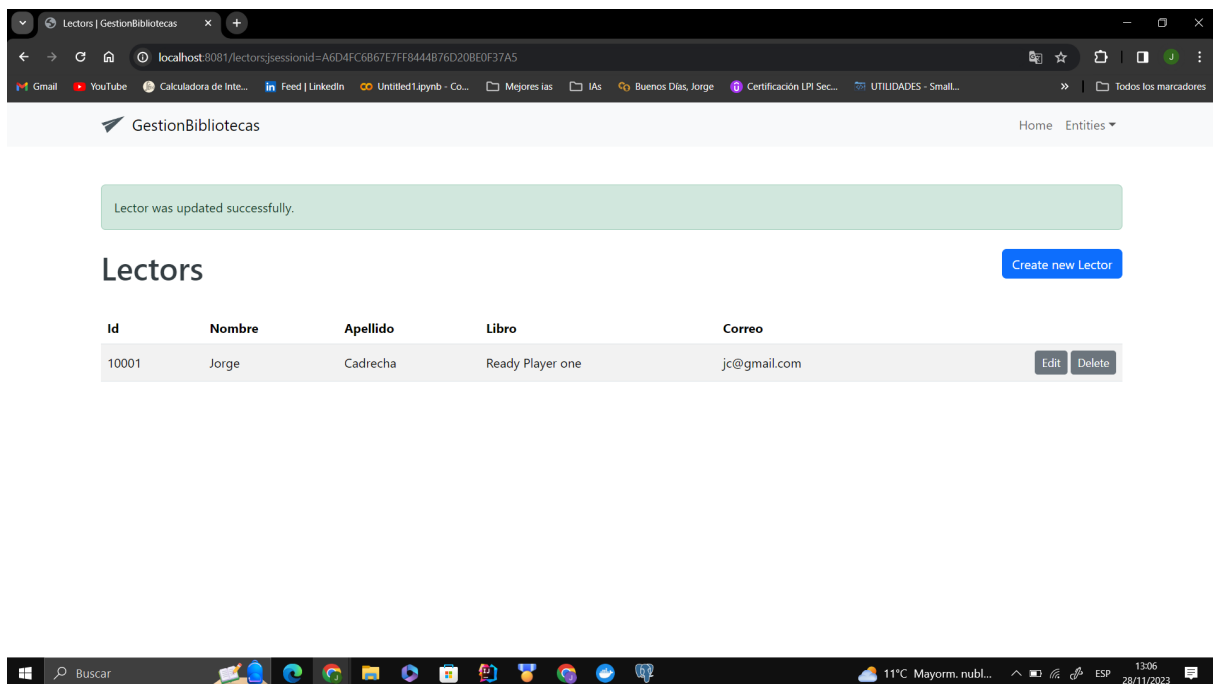 Lectors | GestionBibliotecas
localhost:8081/lectors;jsessionid=A6D4FC6B67E7FF8444B76D20BE0F37A5
Gmail YouTube Calculadora de Inte... Feed | LinkedIn Untitled1.ipynb - Co... Mejores ias IAs Buenos Días, Jorge Certificación LPI Sec... UTILIDADES - Small... » Todos los marcadores
GestionBibliotecas Home Entities
Lector was updated successfully.
Lectors Create new Lector
Id Nombre Apellido Libro Correo
10001 Jorge Cadrecha Ready Player one jc@gmail.com Edit Delete
Buscar 11°C Mayorm. nubl... ESP 13:06
28/11/2023